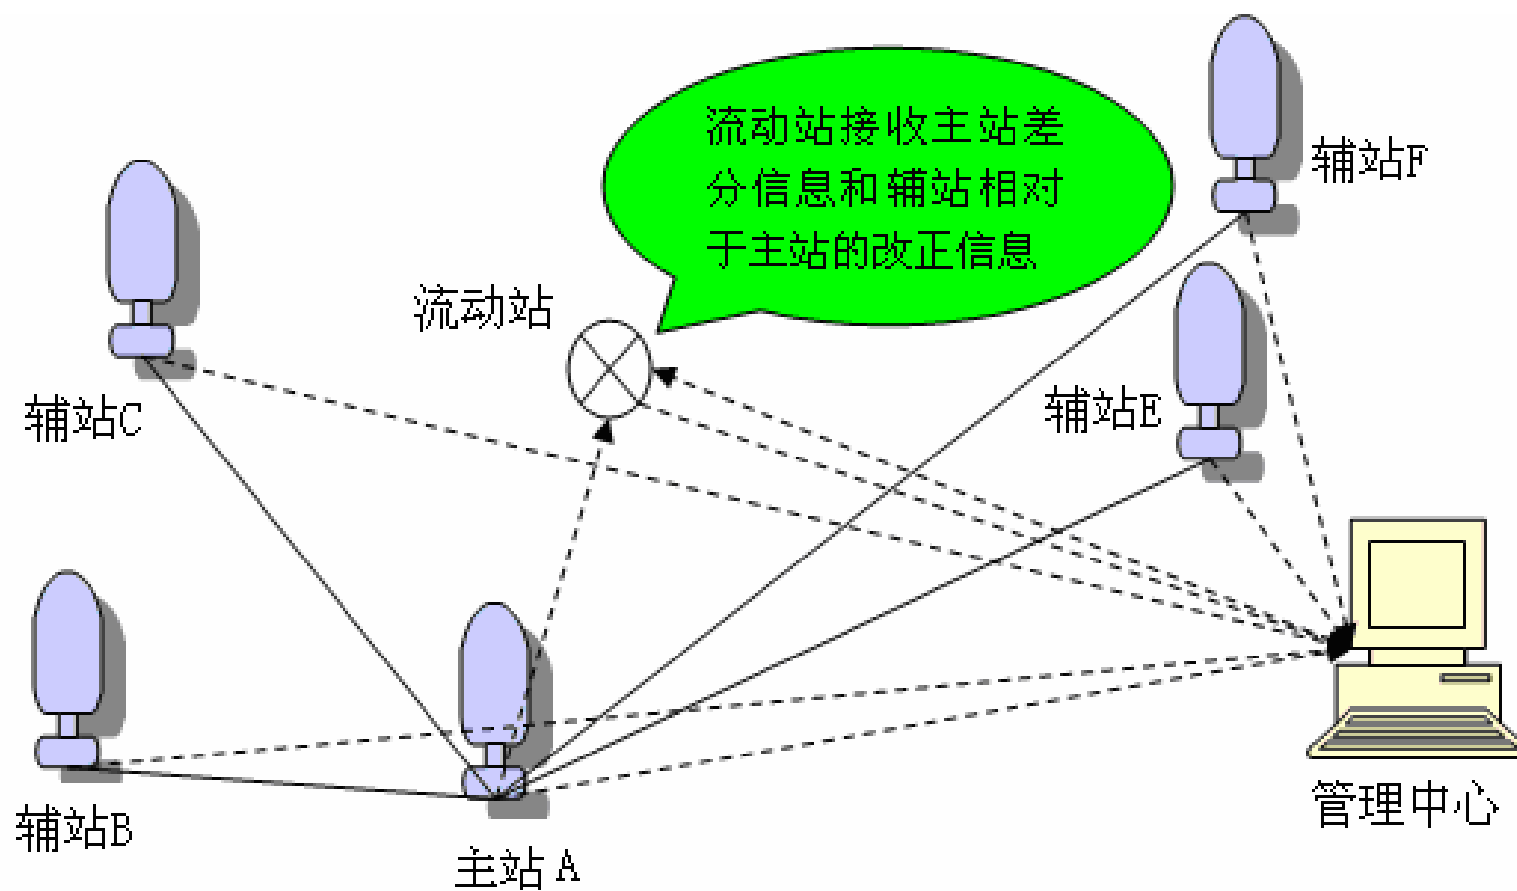 流动站接收主站差
分信息和辅站相对
于主站的改正信息
辅站F
流动站
辅站C
辅站E
辅站B
主站A
管理中心